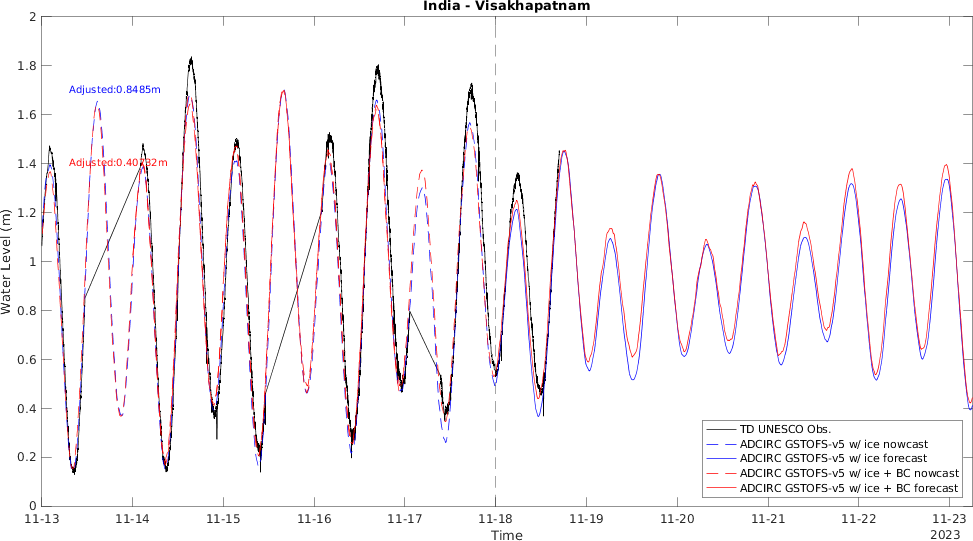 India - Visakhapatnam
2
1.8
1.6
1.4
1.2
1
0.8
0.6
0.4
0.2
0
Water Level (m)
Adjusted:0.8485m
TD UNESCO Obs.
ADCIRC GSTOFS-v5 w/ ice nowcast
ADCIRC GSTOFS-v5 w/ ice forecast
ADCIRC GSTOFS-v5 w/ ice + BC nowcast
ADCIRC GSTOFS-v5 w/ ice + BC forecast
11-13 11-14 11-15 11-16 11-17 11-18 11-19 11-20 11-21 11-22 11-23
2023
Time